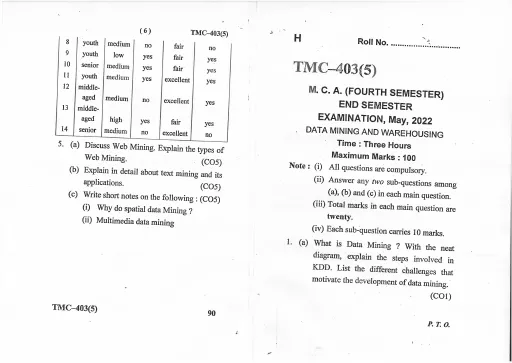 ( 6 ) TMC–403(5)
8 youth medium no fair no
9 youth low yes fair yes
10 senior medium yes fair yes
11 youth medium yes excellent yes
12 middle-
aged medium no excellent yes
13 middle-
aged high yes fair yes
14 senior medium no excellent no
5. (a) Discuss Web Mining. Explain the types of
Web Mining. (CO5)
(b) Explain in detail about text mining and its
applications. (CO5)
(c) Write short notes on the following : (CO5)
(i) Why do spatial data Mining ?
(ii) Multimedia data mining
TMC–403(5) 90
H Roll No. ..............................
TMC–403(5)
M. C. A. (FOURTH SEMESTER)
END SEMESTER
EXAMINATION, May, 2022
DATA MINING AND WAREHOUSING
Time : Three Hours
Maximum Marks : 100
Note : (i) All questions are compulsory.
(ii) Answer any two sub-questions among
(a), (b) and (c) in each main question.
(iii) Total marks in each main question are
twenty.
(iv) Each sub-question carries 10 marks.
1. (a) What is Data Mining ? With the neat
diagram, explain the steps involved in
KDD. List the different challenges that
motivate the development of data mining.
(CO1)
P. T. O.